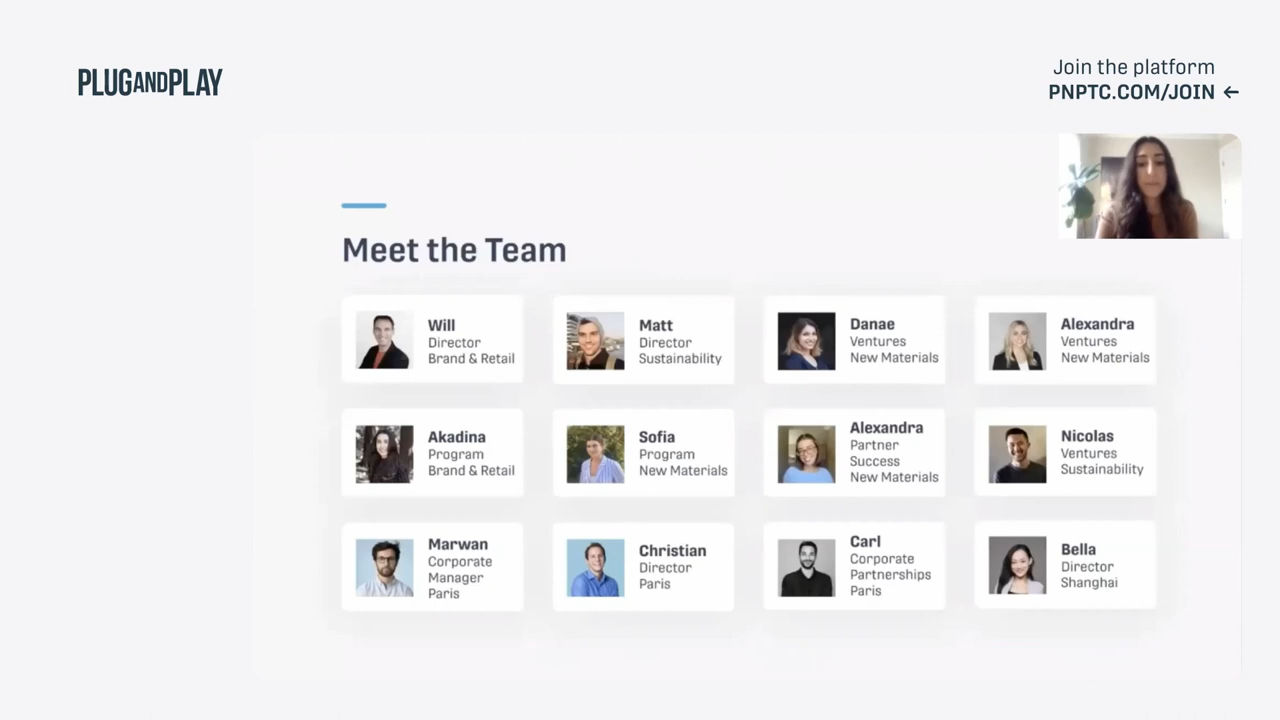 PLUGANDPLAY
Join the platform
PNPTC.COM/JOIN ←
Meet the Team
Will
Director
Brand & Retail
Matt
Director
Sustainability
Danae
Ventures
New Materials
Alexandra
Ventures
New Materials
Akadina
Program
Brand & Retail
Sofia
Program
New Materials
Alexandra
Partner
Success
New Materials
Nicolas
Ventures
Sustainability
Marwan
Corporate
Manager
Paris
Christian
Director
Paris
Carl
Corporate
Partnerships
Paris
Bella
Director
Shanghai